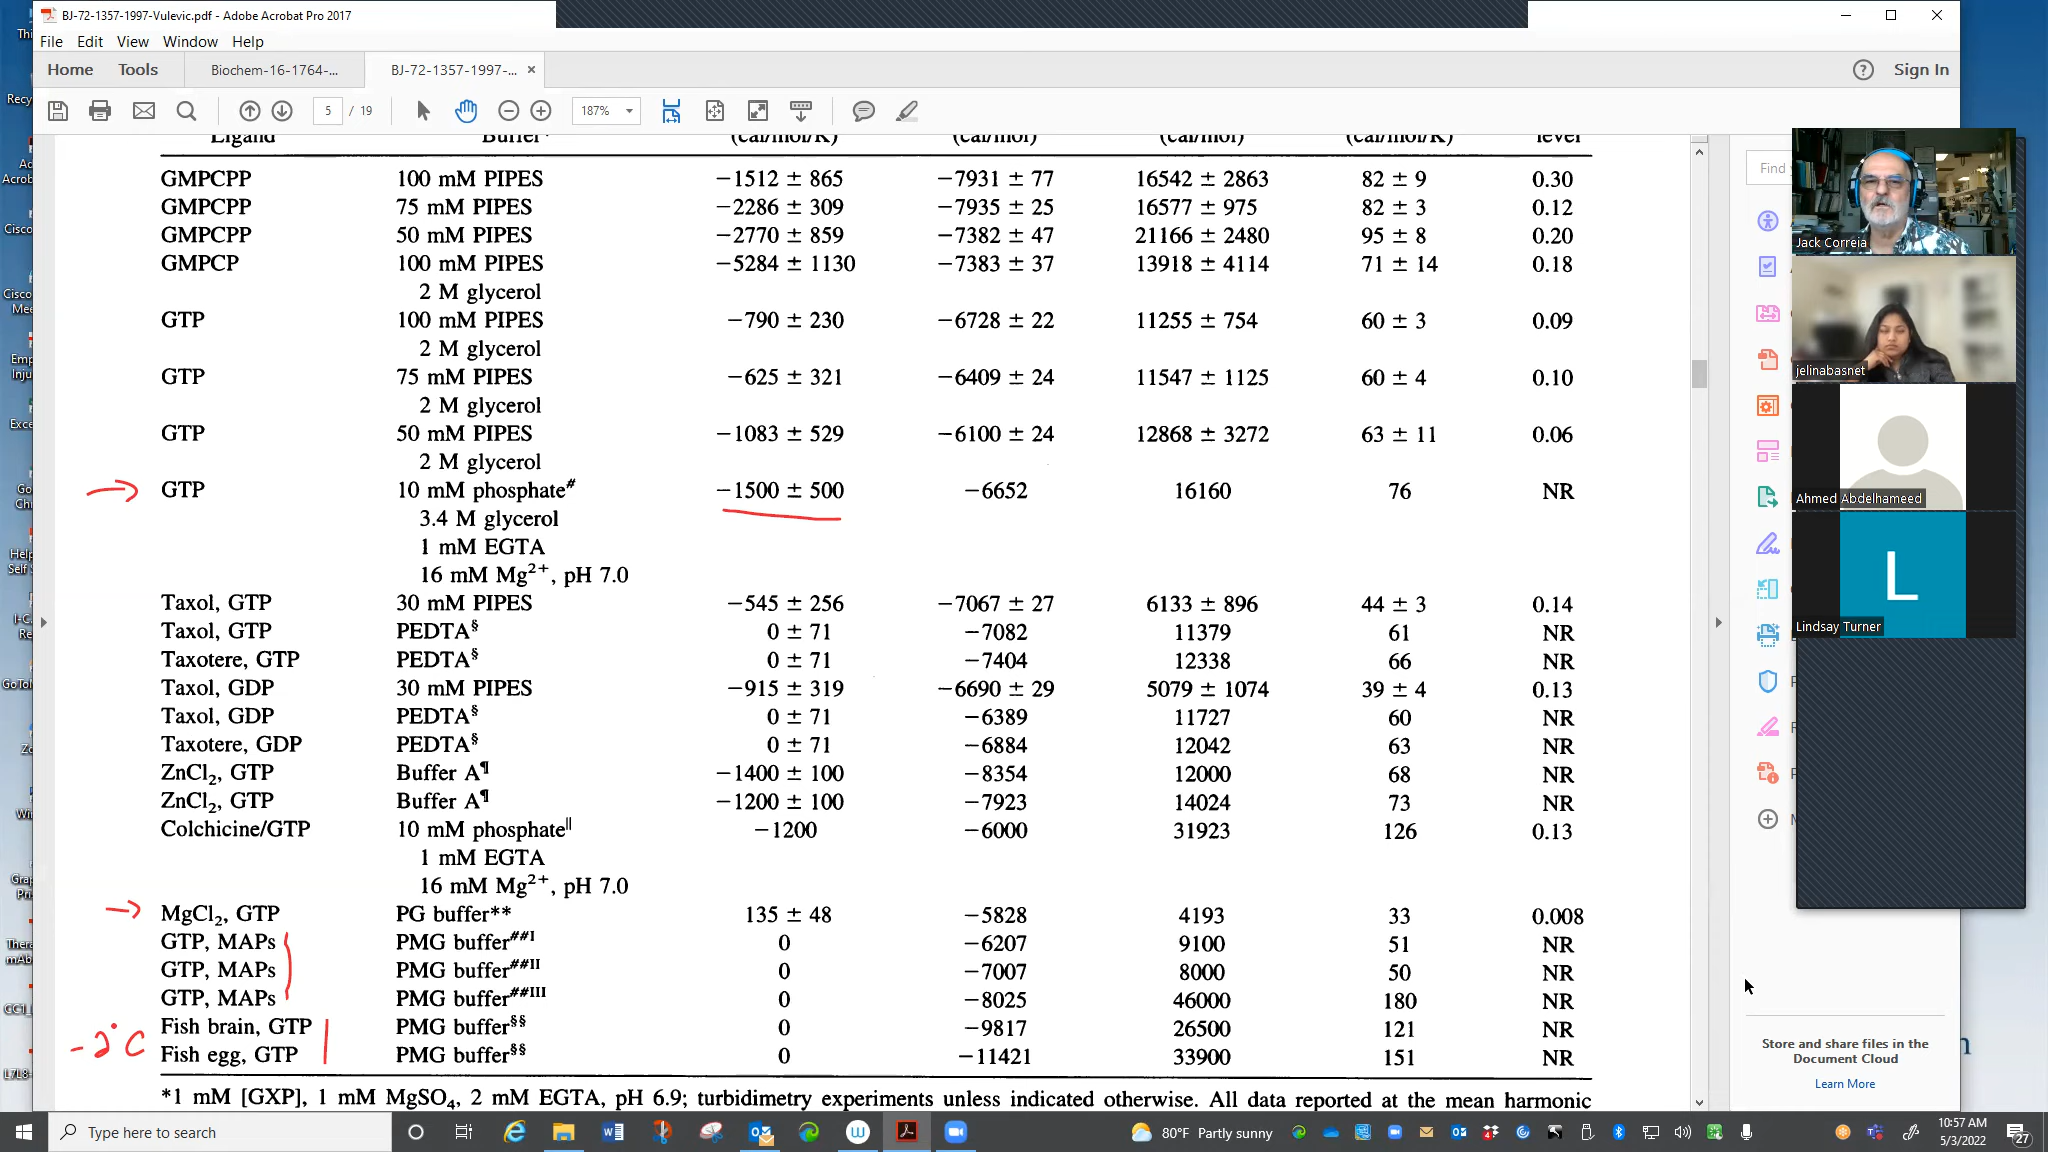 BJ-72-1357-1997-Vulevic.pdf - Adobe Acrobat Pro 2017
File Edit View Window Help
Home Tools Biochem-16-1764-... BJ-72-1357-1997-... × Sign In
5 / 19 187%
Ligand Buffer* (cal/mol/K) (cal/mol) (cal/mol) (cal/mol/K) level
GMPCPP 100 mM PIPES −1512 ± 865 −7931 ± 77 16542 ± 2863 82 ± 9 0.30
GMPCPP 75 mM PIPES −2286 ± 309 −7935 ± 25 16577 ± 975 82 ± 3 0.12
GMPCPP 50 mM PIPES −2770 ± 859 −7382 ± 47 21166 ± 2480 95 ± 8 0.20
GMPCP 100 mM PIPES −5284 ± 1130 −7383 ± 37 13918 ± 4114 71 ± 14 0.18
2 M glycerol
GTP 100 mM PIPES −790 ± 230 −6728 ± 22 11255 ± 754 60 ± 3 0.09
2 M glycerol
GTP 75 mM PIPES −625 ± 321 −6409 ± 24 11547 ± 1125 60 ± 4 0.10
2 M glycerol
GTP 50 mM PIPES −1083 ± 529 −6100 ± 24 12868 ± 3272 63 ± 11 0.06
2 M glycerol
GTP 10 mM phosphate# −1500 ± 500 −6652 16160 76 NR
3.4 M glycerol
1 mM EGTA
16 mM Mg2+, pH 7.0
Taxol, GTP 30 mM PIPES −545 ± 256 −7067 ± 27 6133 ± 896 44 ± 3 0.14
Taxol, GTP PEDTA§ 0 ± 71 −7082 11379 61 NR
Taxotere, GTP PEDTA§ 0 ± 71 −7404 12338 66 NR
Taxol, GDP 30 mM PIPES −915 ± 319 −6690 ± 29 5079 ± 1074 39 ± 4 0.13
Taxol, GDP PEDTA§ 0 ± 71 −6389 11727 60 NR
Taxotere, GDP PEDTA§ 0 ± 71 −6884 12042 63 NR
ZnCl2, GTP Buffer A¶ −1400 ± 100 −8354 12000 68 NR
ZnCl2, GTP Buffer A¶ −1200 ± 100 −7923 14024 73 NR
Colchicine/GTP 10 mM phosphate‖ −1200 −6000 31923 126 0.13
1 mM EGTA
16 mM Mg2+, pH 7.0
MgCl2, GTP PG buffer** 135 ± 48 −5828 4193 33 0.008
GTP, MAPs PMG buffer##I 0 −6207 9100 51 NR
GTP, MAPs PMG buffer##II 0 −7007 8000 50 NR
GTP, MAPs PMG buffer##III 0 −8025 46000 180 NR
Fish brain, GTP PMG buffer§§ 0 −9817 26500 121 NR
-2°C
Fish egg, GTP PMG buffer§§ 0 −11421 33900 151 NR
*1 mM [GXP], 1 mM MgSO4, 2 mM EGTA, pH 6.9; turbidimetry experiments unless indicated otherwise. All data reported at the mean harmonic
Find
Jack Correia
jelinabasnet
Ahmed Abdelhameed
L
Lindsay Turner
Store and share files in the
Document Cloud
Learn More
Type here to search
80°F Partly sunny
10:57 AM
5/3/2022
27